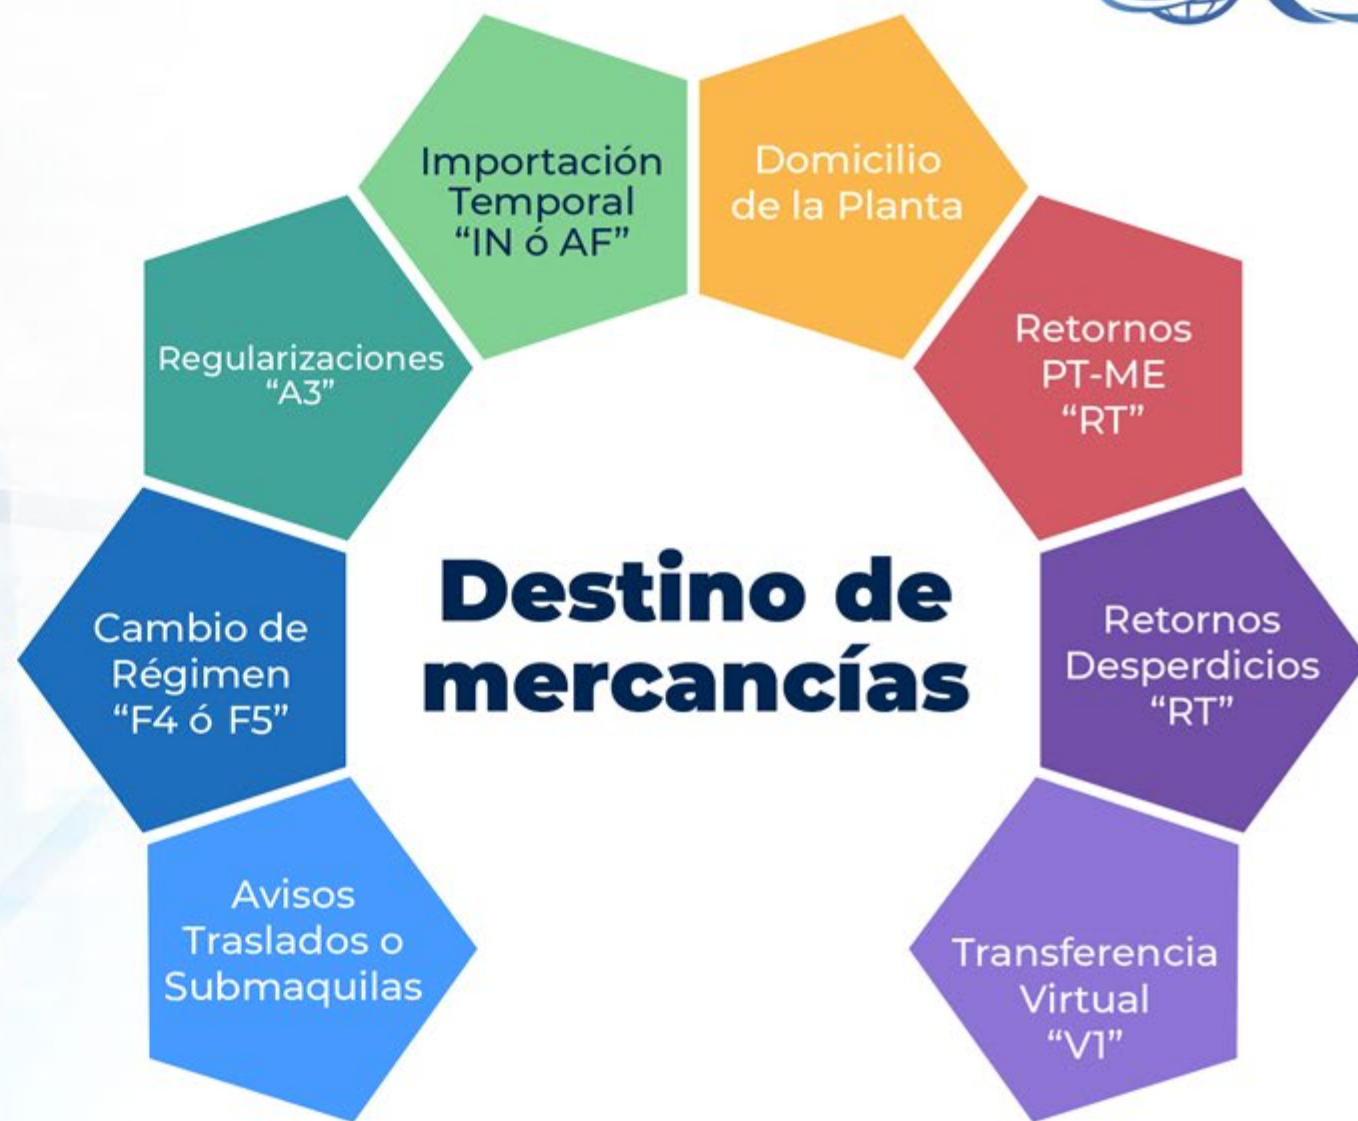 Importación
Temporal
“IN ó AF”
Domicilio
de la Planta
Regularizaciones
“A3”
Retornos
PT-ME
“RT”
Destino de
mercancías
Cambio de
Régimen
“F4 ó F5”
Retornos
Desperdicios
“RT”
Avisos
Traslados o
Submaquilas
Transferencia
Virtual
“V1”